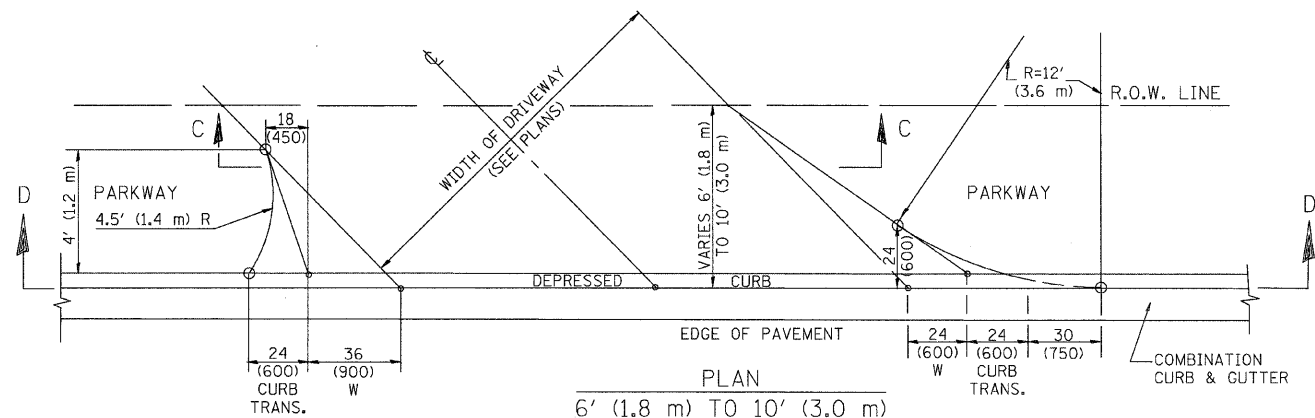 ℄
R=12'
(3.6 m)
R.O.W. LINE
WIDTH OF DRIVEWAY
(SEE PLANS)
C
18
(450)
C
D
4' (1.2 m)
PARKWAY
4.5' (1.4 m) R
VARIES 6' (1.8 m)
TO 10' (3.0 m)
PARKWAY
24
(600)
D
DEPRESSED CURB
EDGE OF PAVEMENT
24
(600)
CURB
TRANS.
36
(900)
W
24
(600)
W
24
(600)
CURB
TRANS.
30
(750)
COMBINATION
CURB & GUTTER
PLAN
6' (1.8 m) TO 10' (3.0 m)